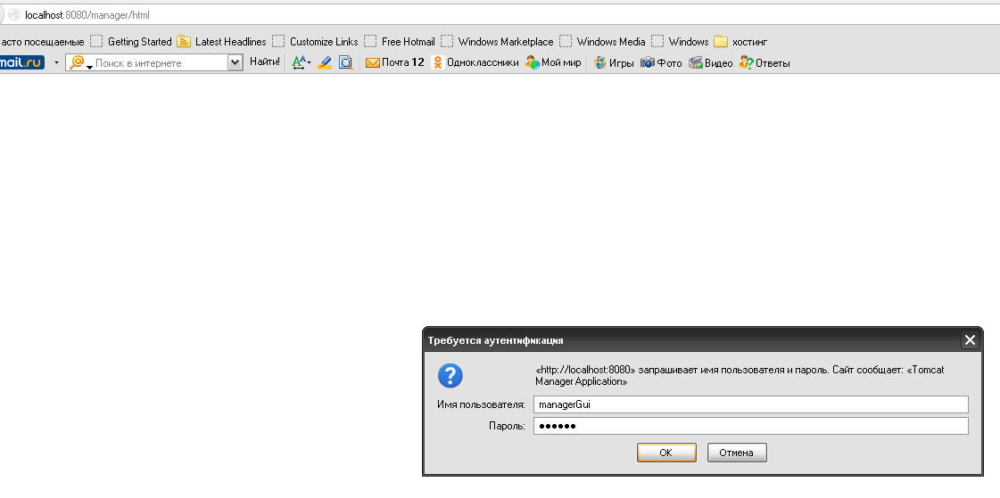 localhost:8080/manager/html
асто посещаемые Getting Started Latest Headlines Customize Links Free Hotmail Windows Marketplace Windows Media Windows хостинг
mail.ru Поиск в интернете Найти! Почта 12 Одноклассники Мой мир Игры Фото Видео Ответы
Требуется аутентификация
«http://localhost:8080» запрашивает имя пользователя и пароль. Сайт сообщает: «Tomcat
Manager Application»
Имя пользователя: managerGui
Пароль: ●●●●●●
OK Отмена